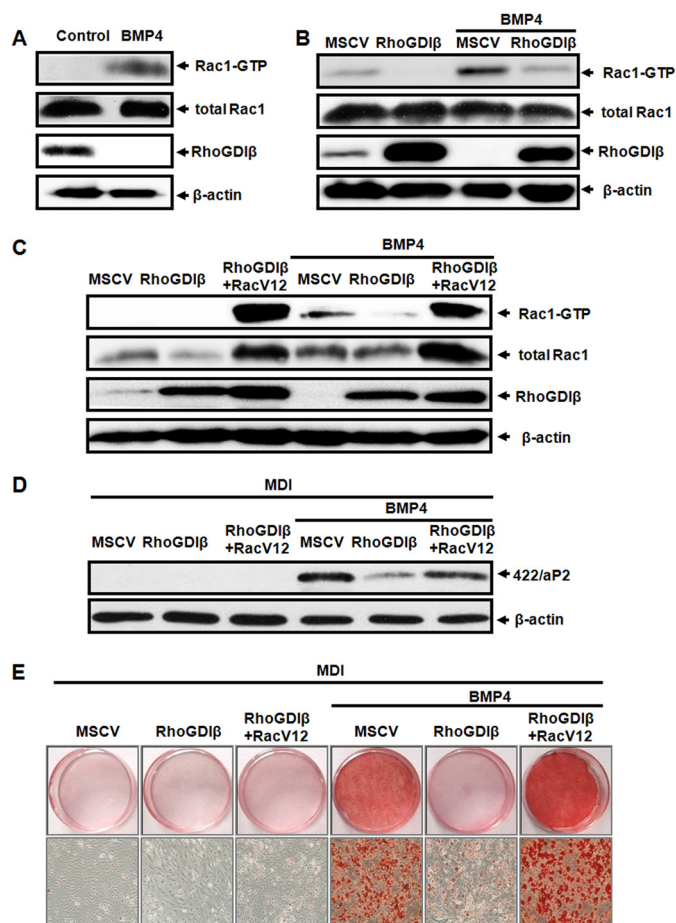 A
Control BMP4
Rac1-GTP
total Rac1
RhoGDIβ
β-actin
B
BMP4
MSCV RhoGDIβ MSCV RhoGDIβ
Rac1-GTP
total Rac1
RhoGDIβ
β-actin
C
BMP4
MSCV RhoGDIβ RhoGDIβ +RacV12 MSCV RhoGDIβ RhoGDIβ +RacV12
Rac1-GTP
total Rac1
RhoGDIβ
β-actin
D
MDI
BMP4
MSCV RhoGDIβ RhoGDIβ +RacV12 MSCV RhoGDIβ RhoGDIβ +RacV12
422/aP2
β-actin
E
MDI
BMP4
MSCV RhoGDIβ RhoGDIβ +RacV12 MSCV RhoGDIβ RhoGDIβ +RacV12